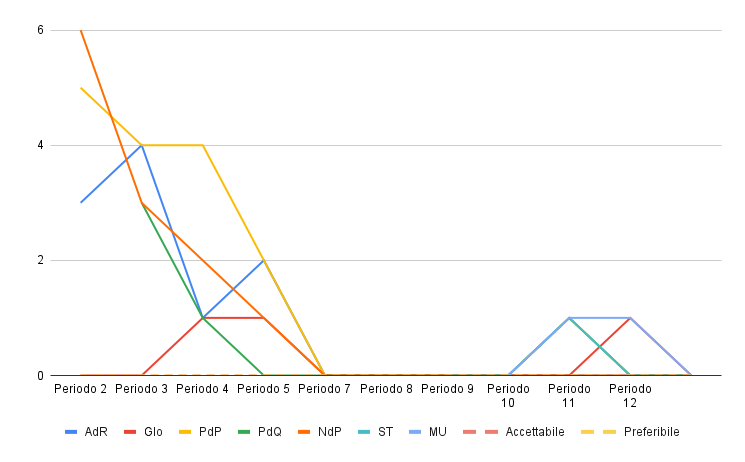 6
4
2
0
Periodo 2 Periodo 3 Periodo 4 Periodo 5 Periodo 7 Periodo 8 Periodo 9 Periodo 10 Periodo 11 Periodo 12
AdR Glo PdP PdQ NdP ST MU Accettabile Preferibile